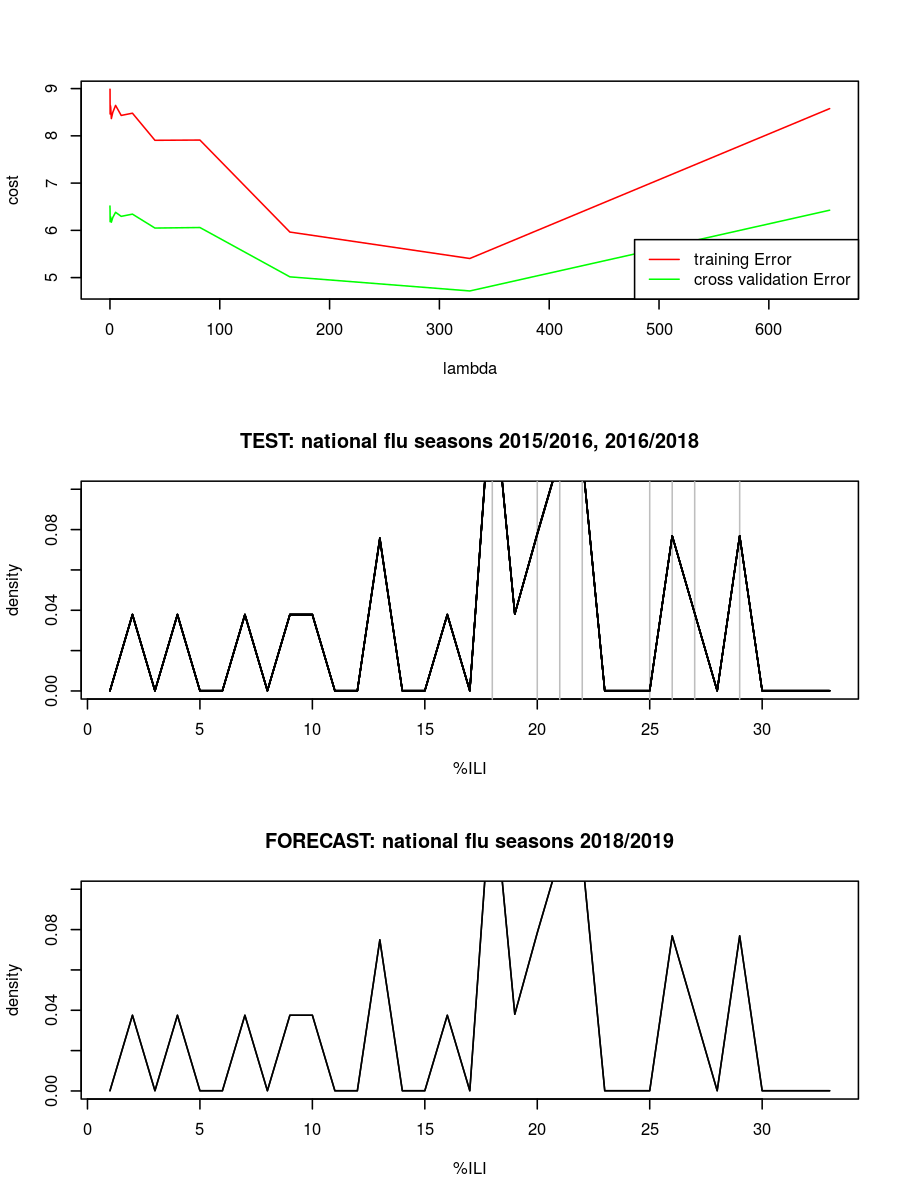 9
8
7
6
5
cost
training Error
cross validation Error
0 100 200 300 400 500 600
lambda
TEST: national flu seasons 2015/2016, 2016/2018
0.08
0.04
0.00
density
0 5 10 15 20 25 30
%ILI
FORECAST: national flu seasons 2018/2019
0.08
0.04
0.00
density
0 5 10 15 20 25 30
%ILI